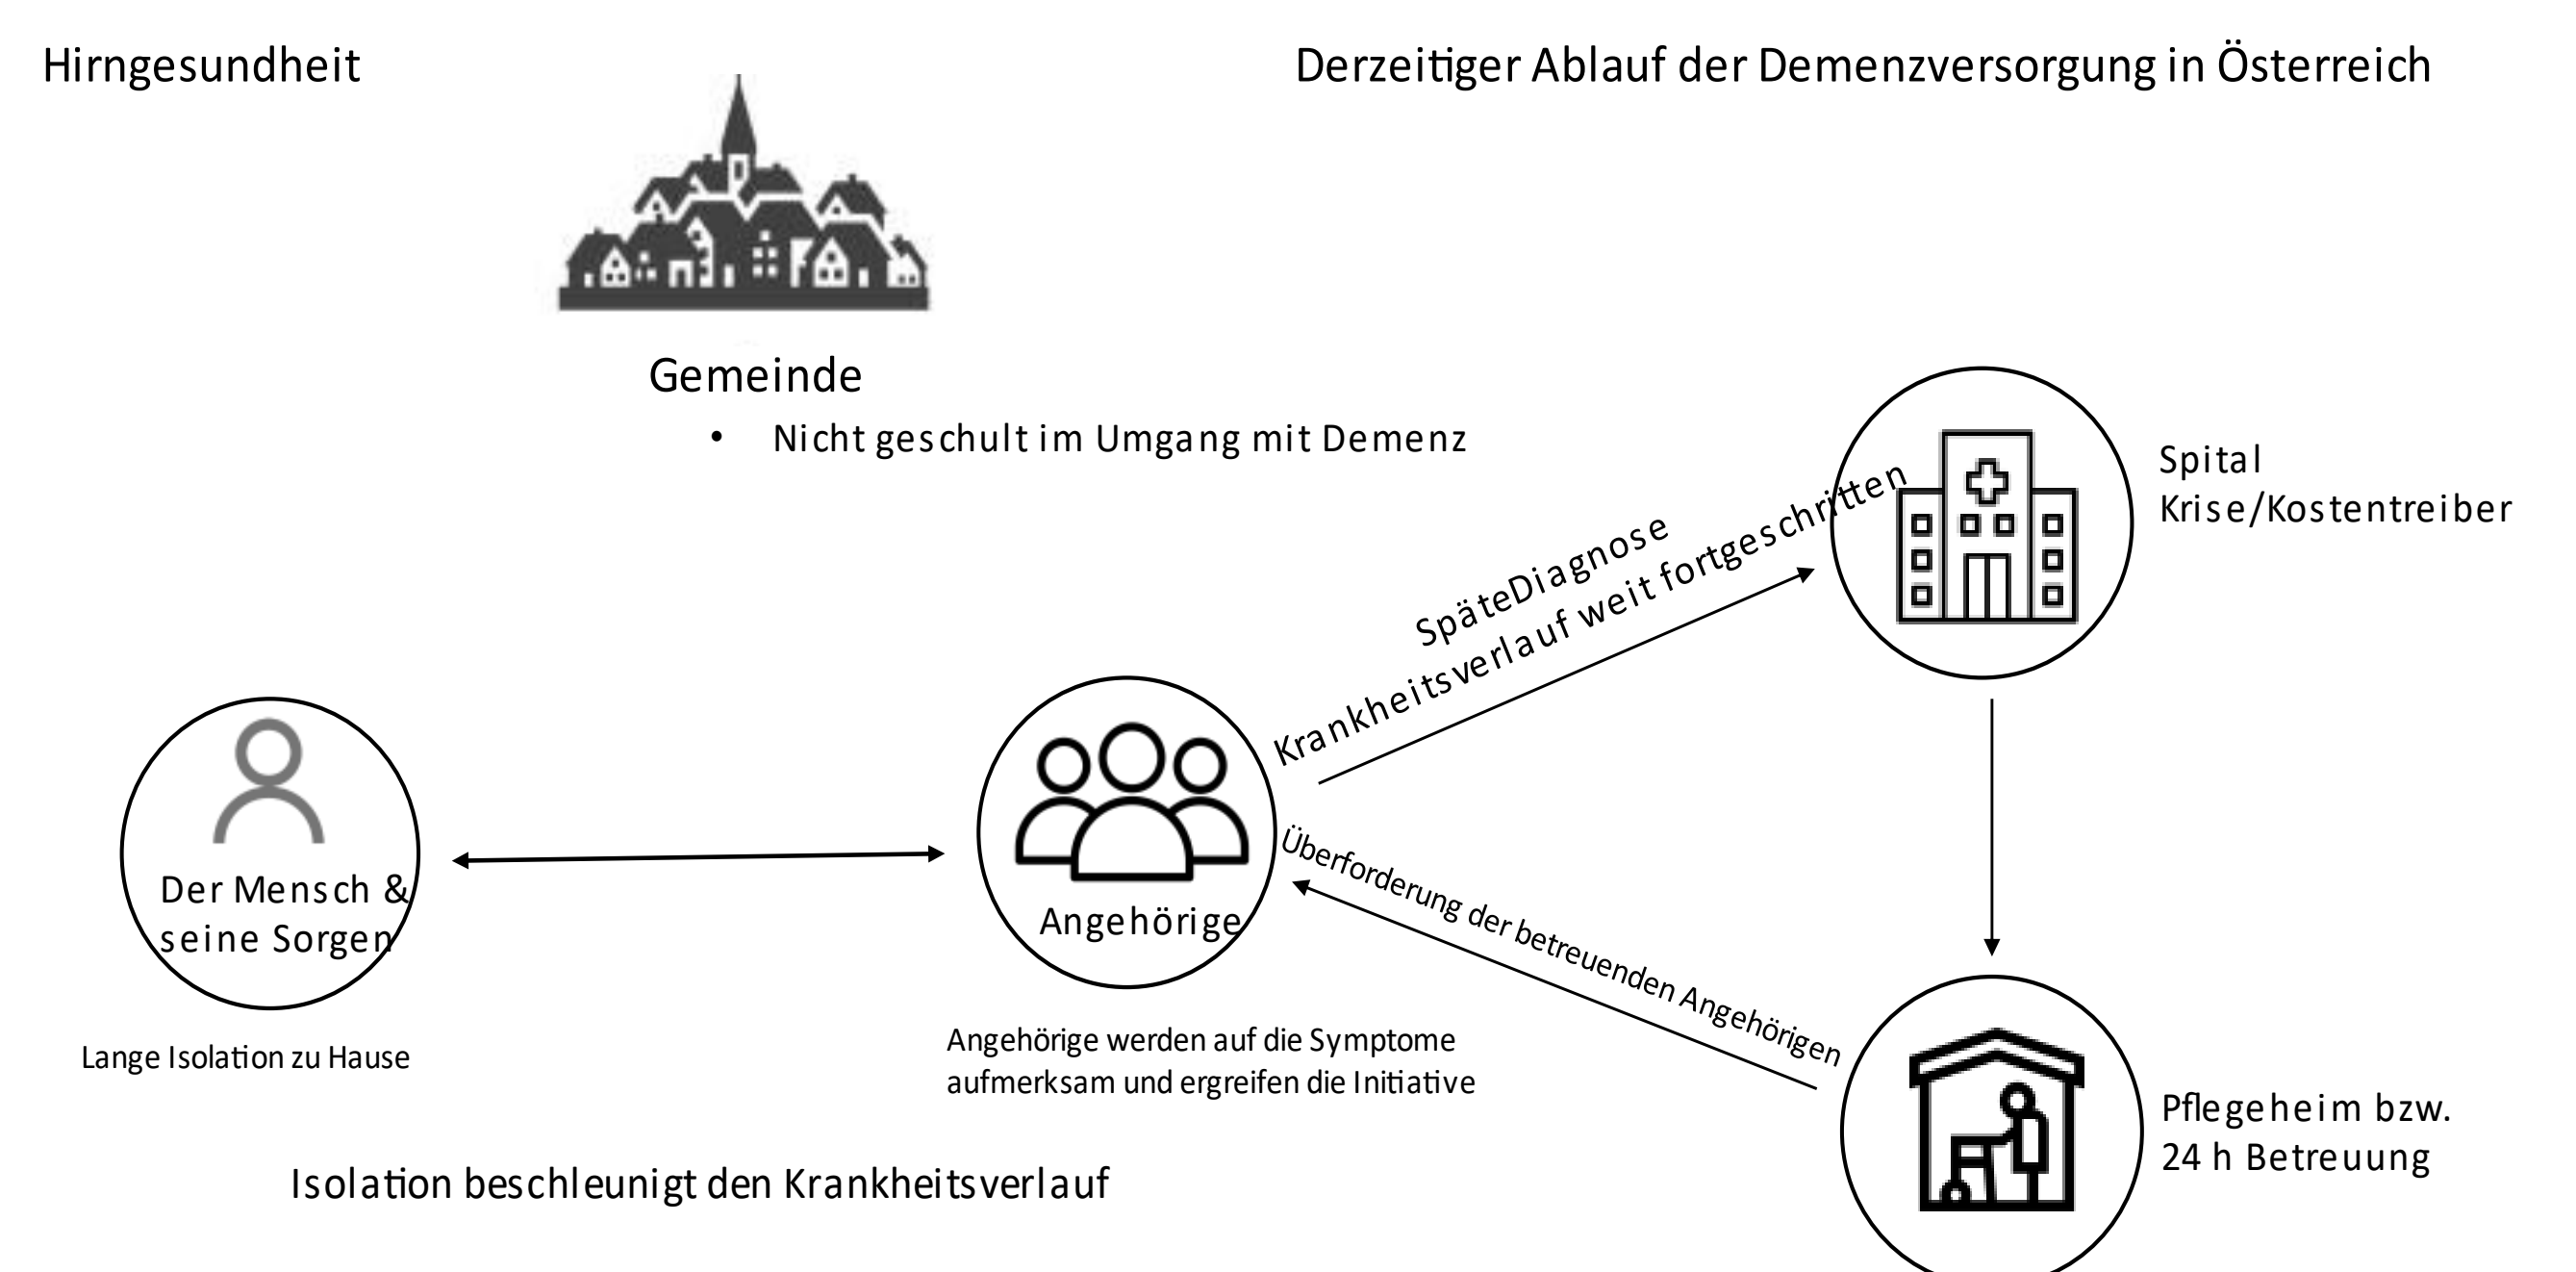 Hirngesundheit
Derzeitiger Ablauf der Demenzversorgung in Österreich
Gemeinde
• Nicht geschult im Umgang mit Demenz
Spital
Krise/Kostentreiber
SpäteDiagnose
Krankheitsverlauf weit fortgeschritten
Der Mensch &
seine Sorgen
Angehörige
Überforderung der betreuenden Angehörigen
Lange Isolation zu Hause
Angehörige werden auf die Symptome
aufmerksam und ergreifen die Initiative
Pflegeheim bzw.
24 h Betreuung
Isolation beschleunigt den Krankheitsverlauf